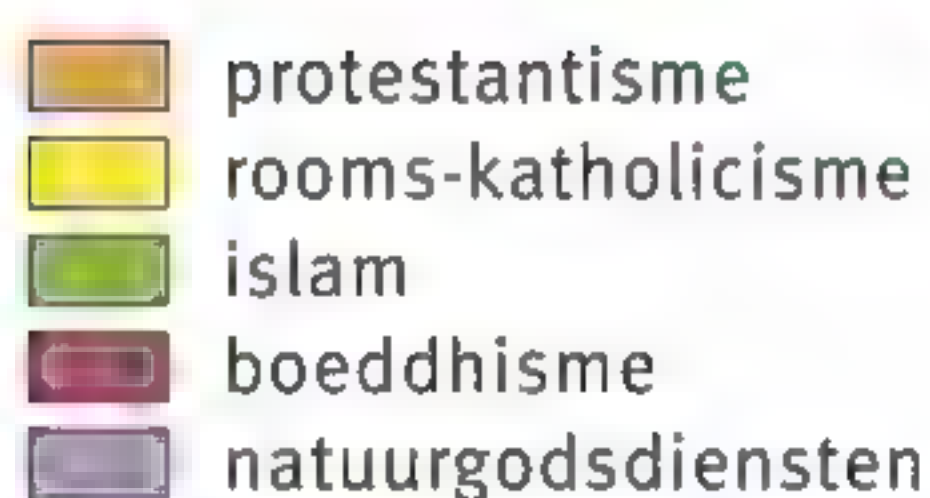 protestantisme
rooms-katholicisme
islam
boeddhisme
natuurgodsdiensten